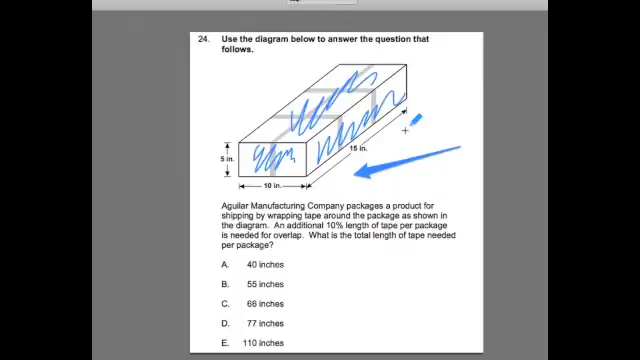 24. Use the diagram below to answer the question that
follows.
5 in.
15 in.
10 in.
Aguilar Manufacturing Company packages a product for
shipping by wrapping tape around the package as shown in
the diagram. An additional 10% length of tape per package
is needed for overlap. What is the total length of tape needed
per package?
A. 40 inches
B. 55 inches
C. 66 inches
D. 77 inches
E. 110 inches